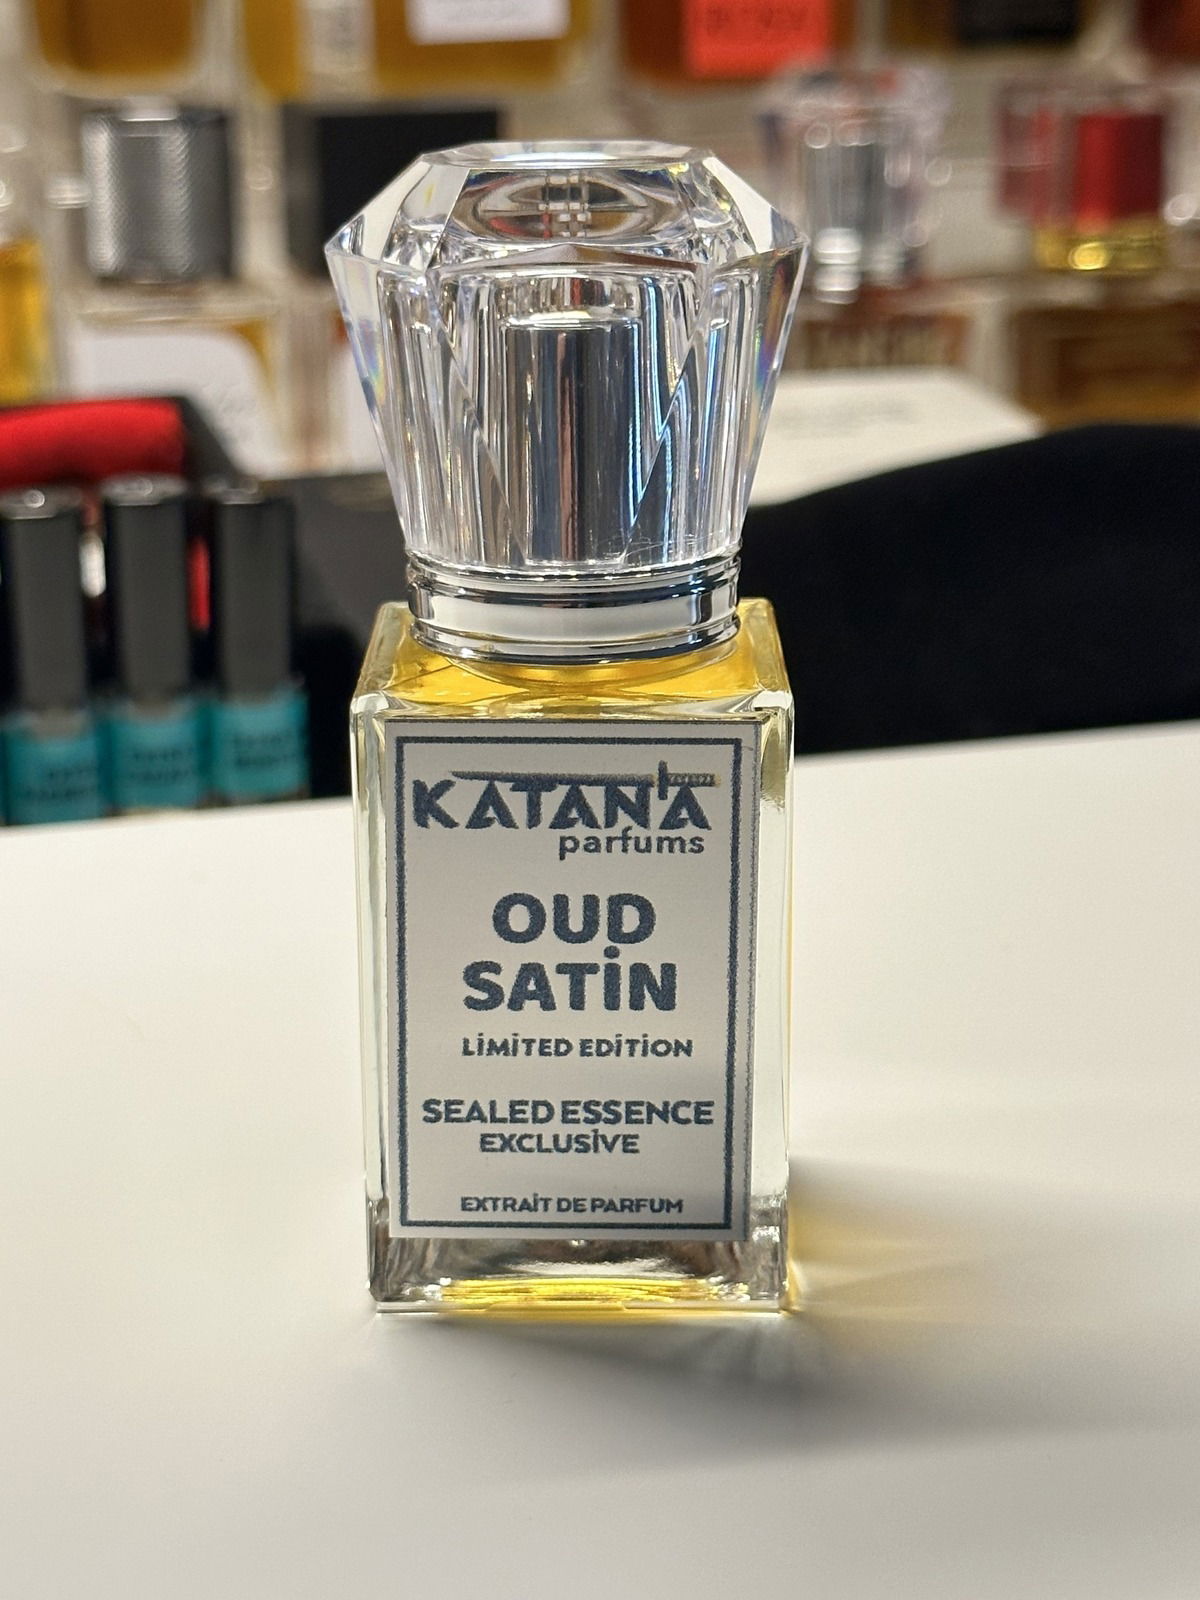 KATANA
parfums
OUD
SATİN
LİMİTED EDİTİON
SEALED ESSENCE
EXCLUSİVE
EXTRAİT DE PARFUM